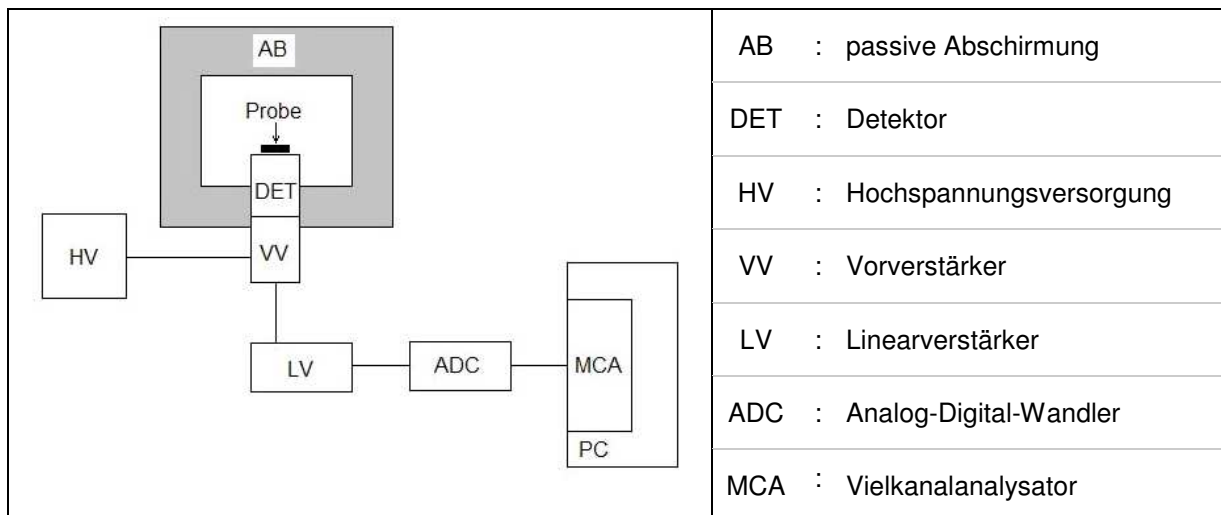 AB
Probe
DET
HV
VV
LV
ADC
MCA
PC
AB : passive Abschirmung
DET : Detektor
HV : Hochspannungsversorgung
VV : Vorverstärker
LV : Linearverstärker
ADC : Analog-Digital-Wandler
MCA : Vielkanalanalysator